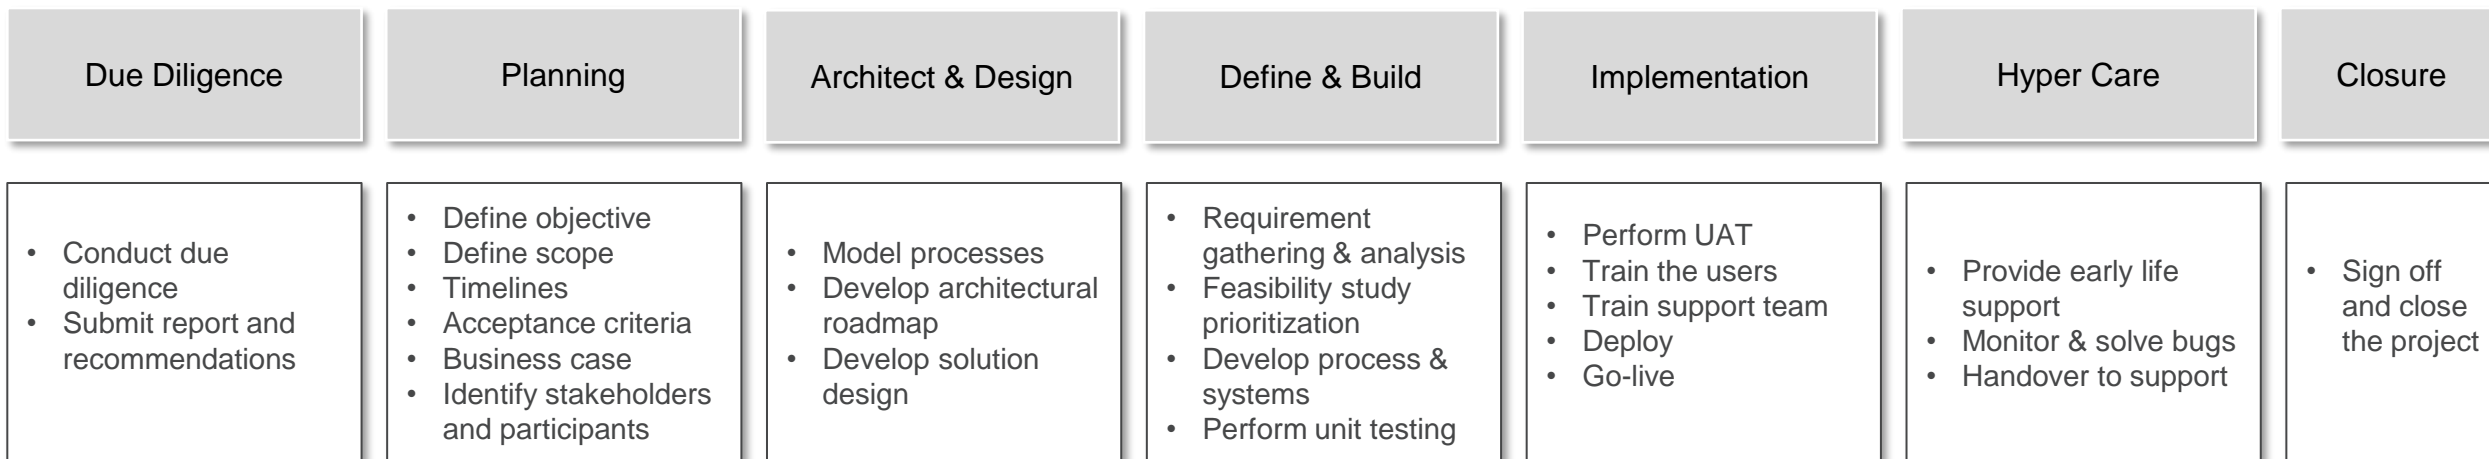 Due Diligence
Planning
Architect & Design
Define & Build
Implementation
Hyper Care
Closure
• Conduct due
diligence
• Submit report and
recommendations
• Define objective
• Define scope
• Timelines
• Acceptance criteria
• Business case
• Identify stakeholders
and participants
• Model processes
• Develop architectural
roadmap
• Develop solution
design
• Requirement
gathering & analysis
• Feasibility study
prioritization
• Develop process &
systems
• Perform unit testing
• Perform UAT
• Train the users
• Train support team
• Deploy
• Go-live
• Provide early life
support
• Monitor & solve bugs
• Handover to support
• Sign off
and close
the project